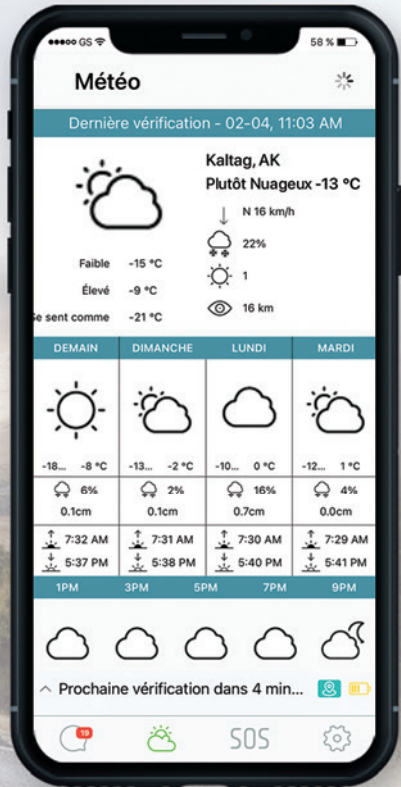 GS 58 %
Météo
Dernière vérification - 02-04, 11:03 AM
Kaltag, AK
Plutôt Nuageux -13 °C
N 16 km/h
22%
Faible -15 °C
1
Élevé -9 °C
16 km
Se sent comme -21 °C
DEMAIN DIMANCHE LUNDI MARDI
-18... -8 °C -13... -2 °C -10... 0 °C -12... 1 °C
6% 2% 16% 4%
0.1cm 0.1cm 0.7cm 0.0cm
7:32 AM 7:31 AM 7:30 AM 7:29 AM
5:37 PM 5:38 PM 5:40 PM 5:41 PM
1PM 3PM 5PM 7PM 9PM
Prochaine vérification dans 4 min...
19 SOS